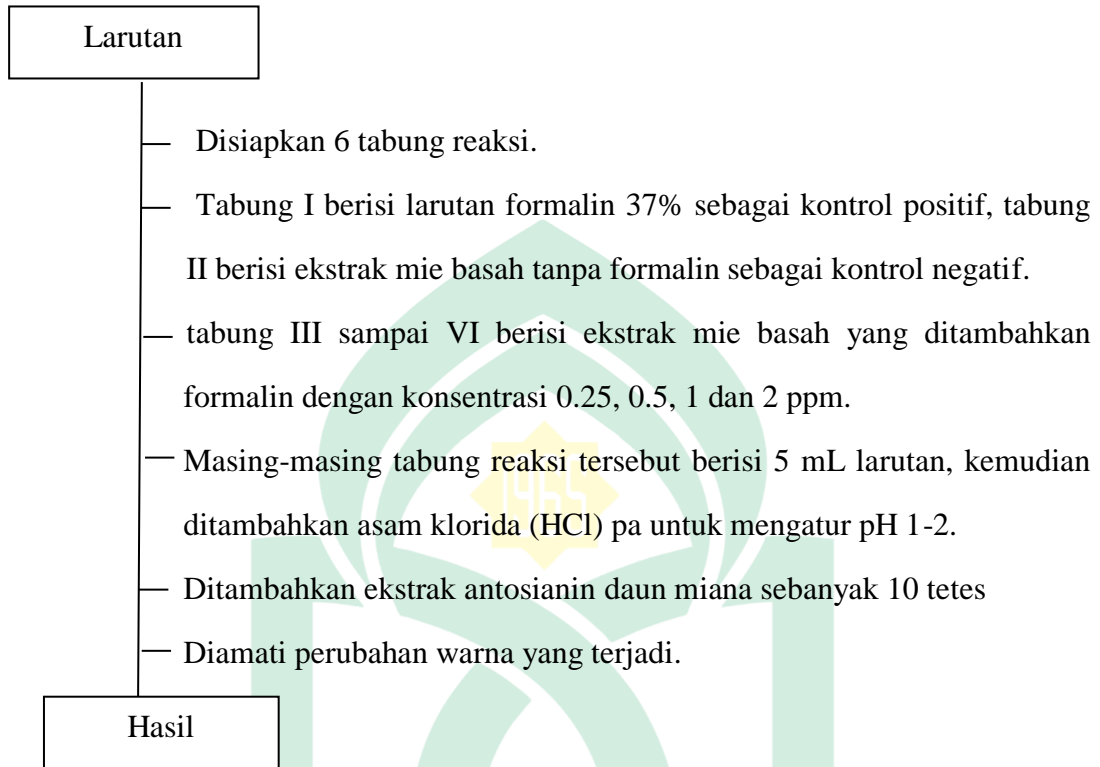 Larutan
Disiapkan 6 tabung reaksi.
Tabung I berisi larutan formalin 37% sebagai kontrol positif, tabung
II berisi ekstrak mie basah tanpa formalin sebagai kontrol negatif.
tabung III sampai VI berisi ekstrak mie basah yang ditambahkan
formalin dengan konsentrasi 0.25, 0.5, 1 dan 2 ppm.
Masing-masing tabung reaksi tersebut berisi 5 mL larutan, kemudian
1965
ditambahkan asam klorida (HCl) pa untuk mengatur pH 1-2.
Ditambahkan ekstrak antosianin daun miana sebanyak 10 tetes
Diamati perubahan warna yang terjadi.
Hasil